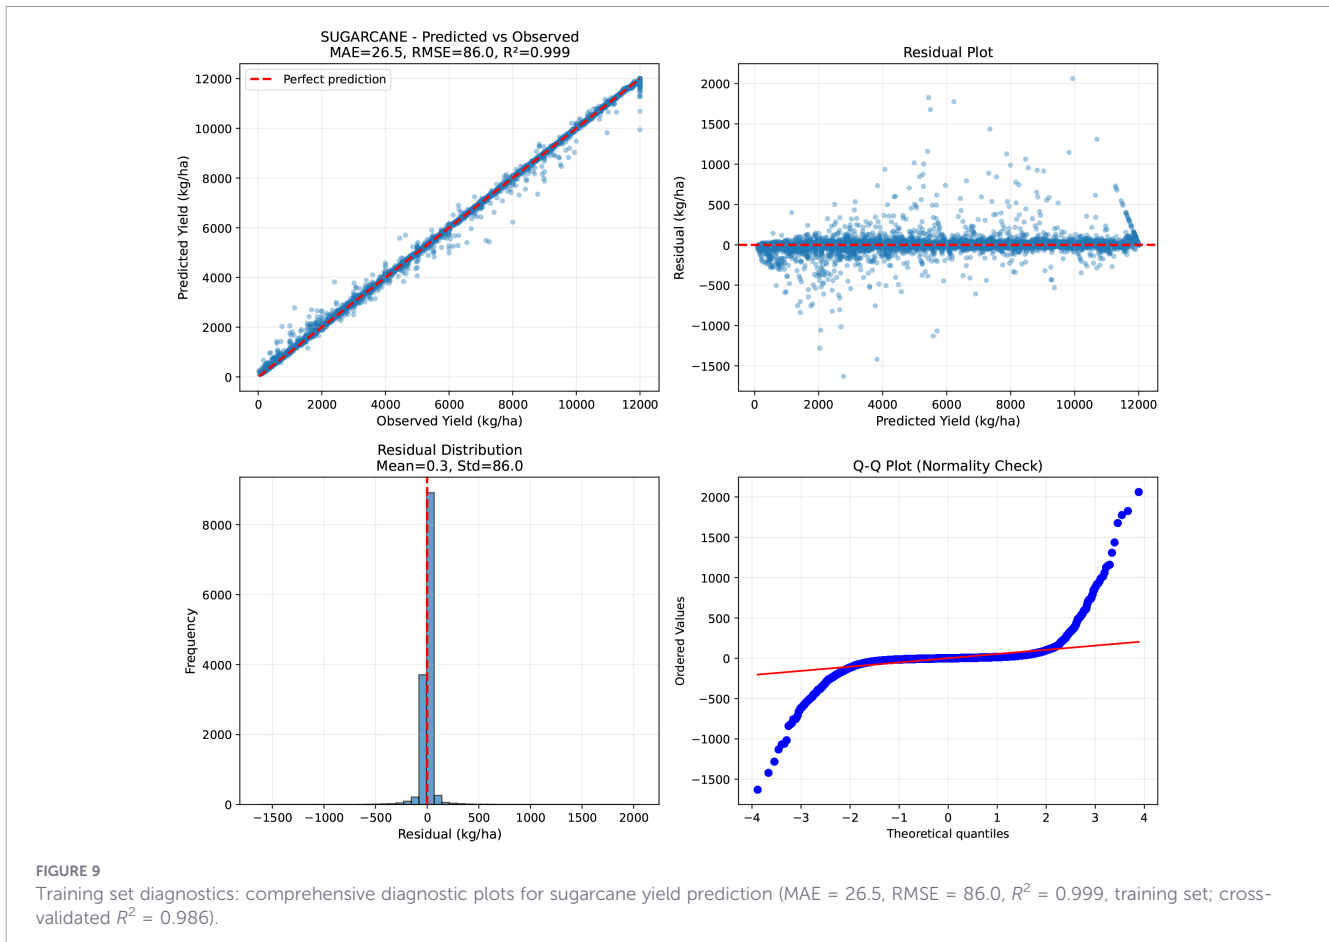 SUGARCANE - Predicted vs Observed
MAE=26.5, RMSE=86.0, R²=0.999
Perfect prediction
12000
10000
8000
6000
4000
2000
0
Predicted Yield (kg/ha)
0 2000 4000 6000 8000 10000 12000
Observed Yield (kg/ha)
Residual Plot
2000
1500
1000
500
0
−500
−1000
−1500
Residual (kg/ha)
0 2000 4000 6000 8000 10000 12000
Predicted Yield (kg/ha)
Residual Distribution
Mean=0.3, Std=86.0
8000
6000
4000
2000
0
Frequency
−1500 −1000 −500 0 500 1000 1500 2000
Residual (kg/ha)
Q-Q Plot (Normality Check)
2000
1500
1000
500
0
−500
−1000
−1500
Ordered Values
−4 −3 −2 −1 0 1 2 3 4
Theoretical quantiles
FIGURE 9
Training set diagnostics: comprehensive diagnostic plots for sugarcane yield prediction (MAE = 26.5, RMSE = 86.0, R² = 0.999, training set; cross-
validated R² = 0.986).